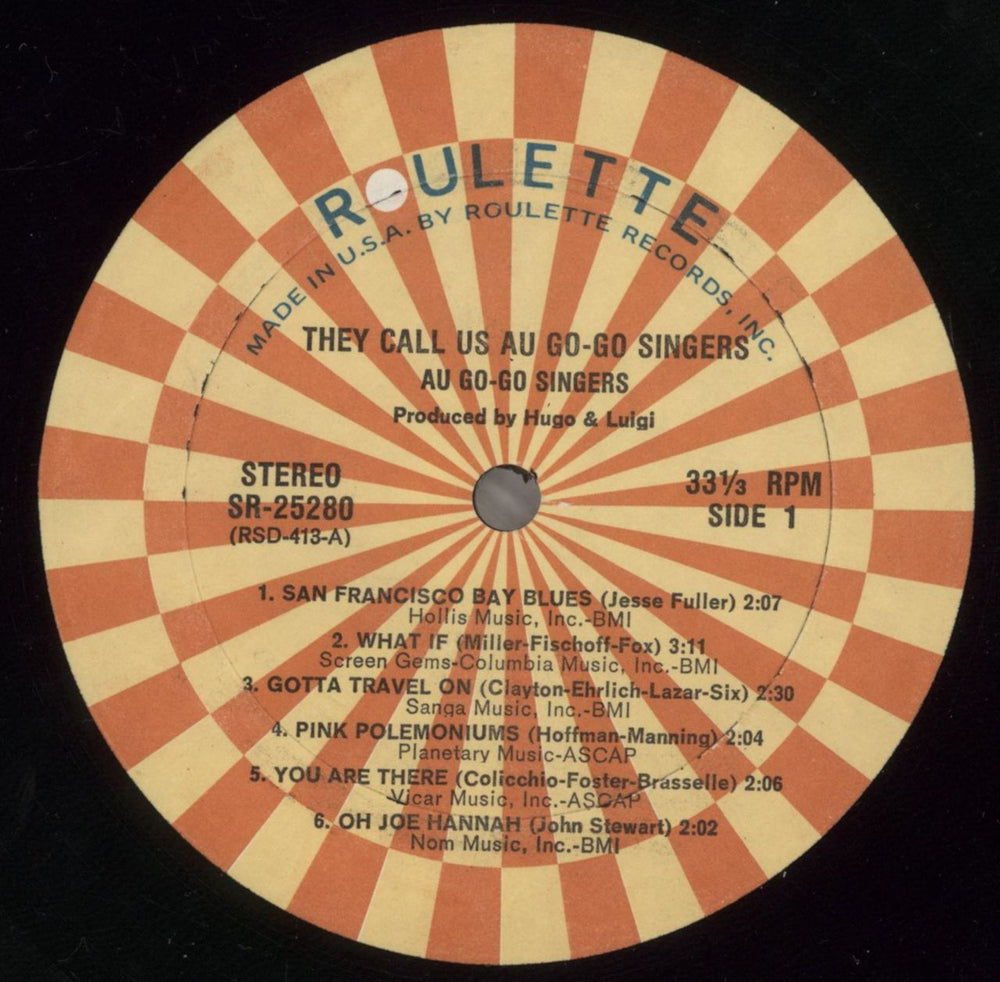 ROULETTE
MADE IN U.S.A. BY ROULETTE RECORDS, INC.
THEY CALL US AU GO-GO SINGERS
AU GO-GO SINGERS
Produced by Hugo & Luigi
STEREO
SR-25280
(RSD-413-A)
33⅓ RPM
SIDE 1
1. SAN FRANCISCO BAY BLUES (Jesse Fuller) 2:07
Hollis Music, Inc.-BMI
2. WHAT IF (Miller-Fischoff-Fox) 3:11
Screen Gems-Columbia Music, Inc.-BMI
3. GOTTA TRAVEL ON (Clayton-Ehrlich-Lazar-Six) 2:30
Sanga Music, Inc.-BMI
4. PINK POLEMONIUMS (Hoffman-Manning) 2:04
Planetary Music-ASCAP
5. YOU ARE THERE (Colicchio-Foster-Brasselle) 2:06
Vicar Music, Inc.-ASCAP
6. OH JOE HANNAH (John Stewart) 2:02
Nom Music, Inc.-BMI